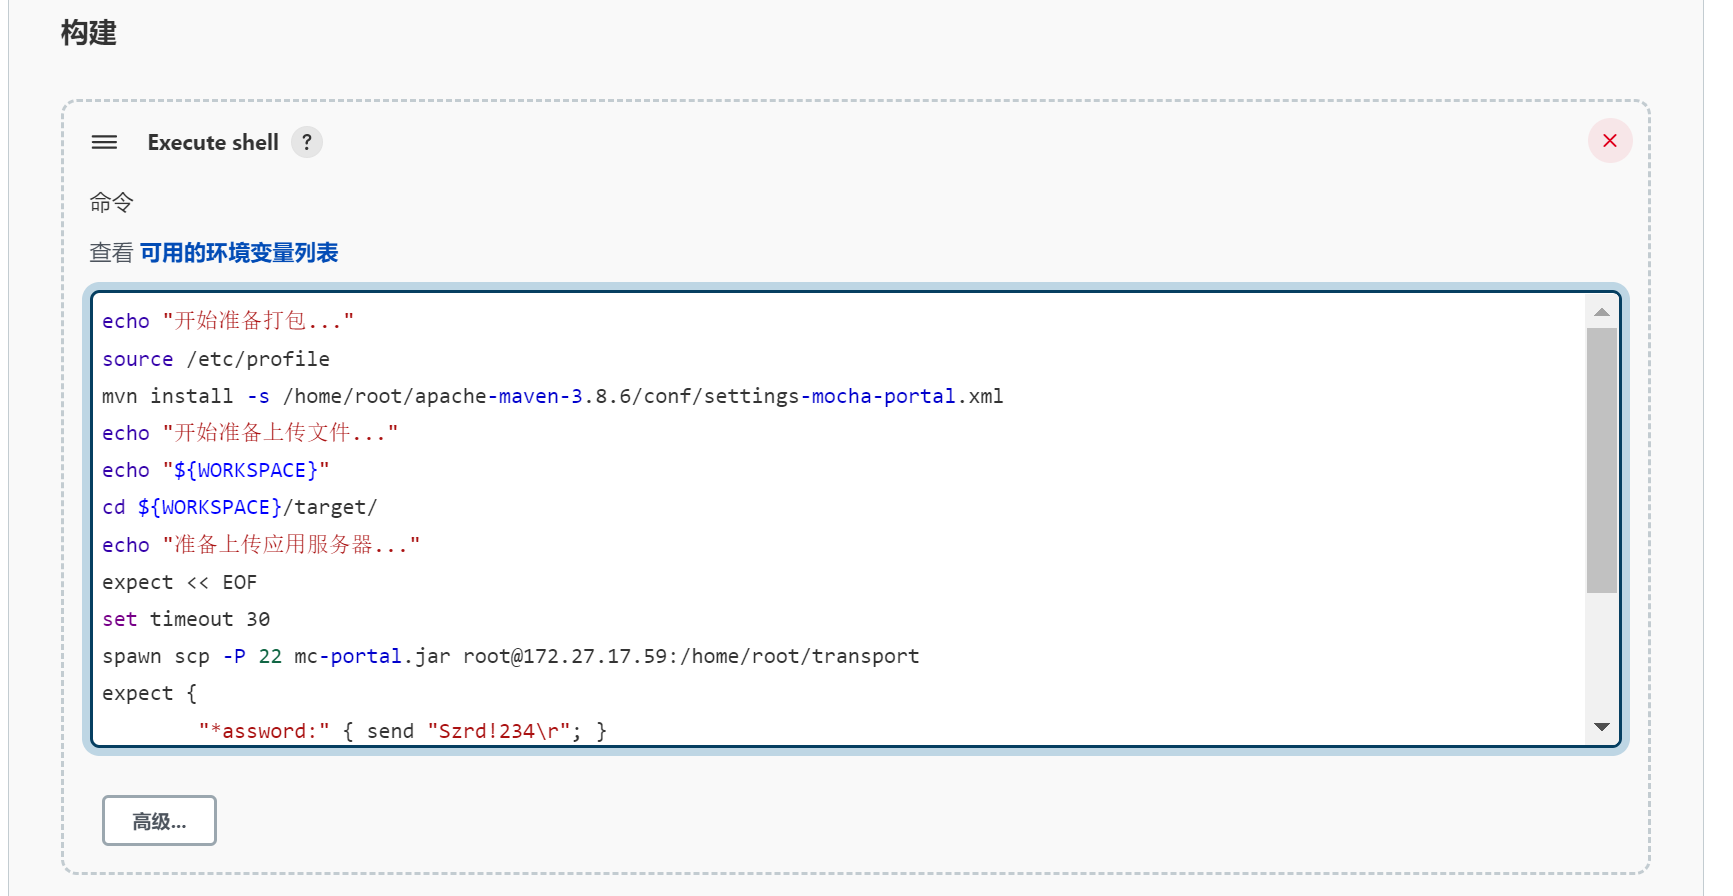 构建
Execute shell ?
命令
查看 可用的环境变量列表
echo "开始准备打包..."
source /etc/profile
mvn install -s /home/root/apache-maven-3.8.6/conf/settings-mocha-portal.xml
echo "开始准备上传文件..."
echo "${WORKSPACE}"
cd ${WORKSPACE}/target/
echo "准备上传应用服务器..."
expect << EOF
set timeout 30
spawn scp -P 22 mc-portal.jar root@172.27.17.59:/home/root/transport
expect {
"*assword:" { send "Szrd!234\r"; }
高级...